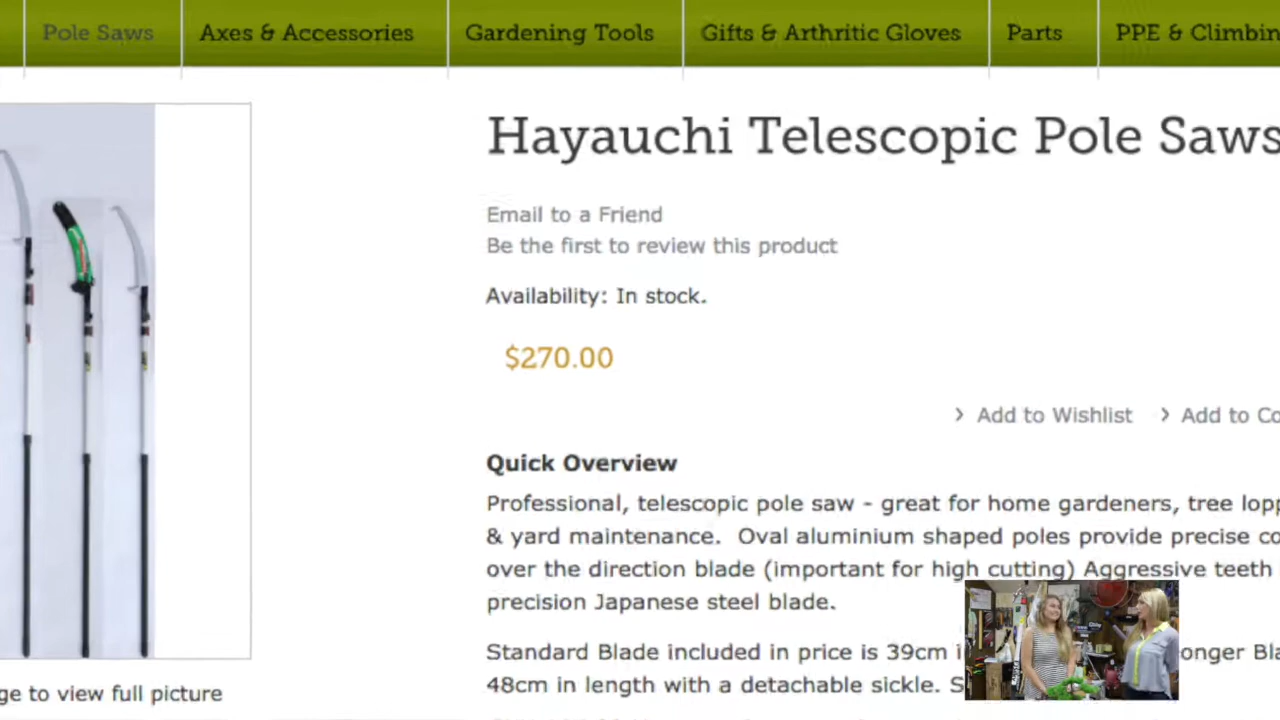 Pole Saws Axes & Accessories Gardening Tools Gifts & Arthritic Gloves Parts PPE & Climbin
Hayauchi Telescopic Pole Saws
Email to a Friend
Be the first to review this product
Availability: In stock.
$270.00
> Add to Wishlist > Add to Co
Quick Overview
Professional, telescopic pole saw - great for home gardeners, tree lopp
& yard maintenance. Oval aluminium shaped poles provide precise co
over the direction blade (important for high cutting) Aggressive teeth
precision Japanese steel blade.
Standard Blade included in price is 39cm i onger Bla
48cm in length with a detachable sickle. S
ge to view full picture